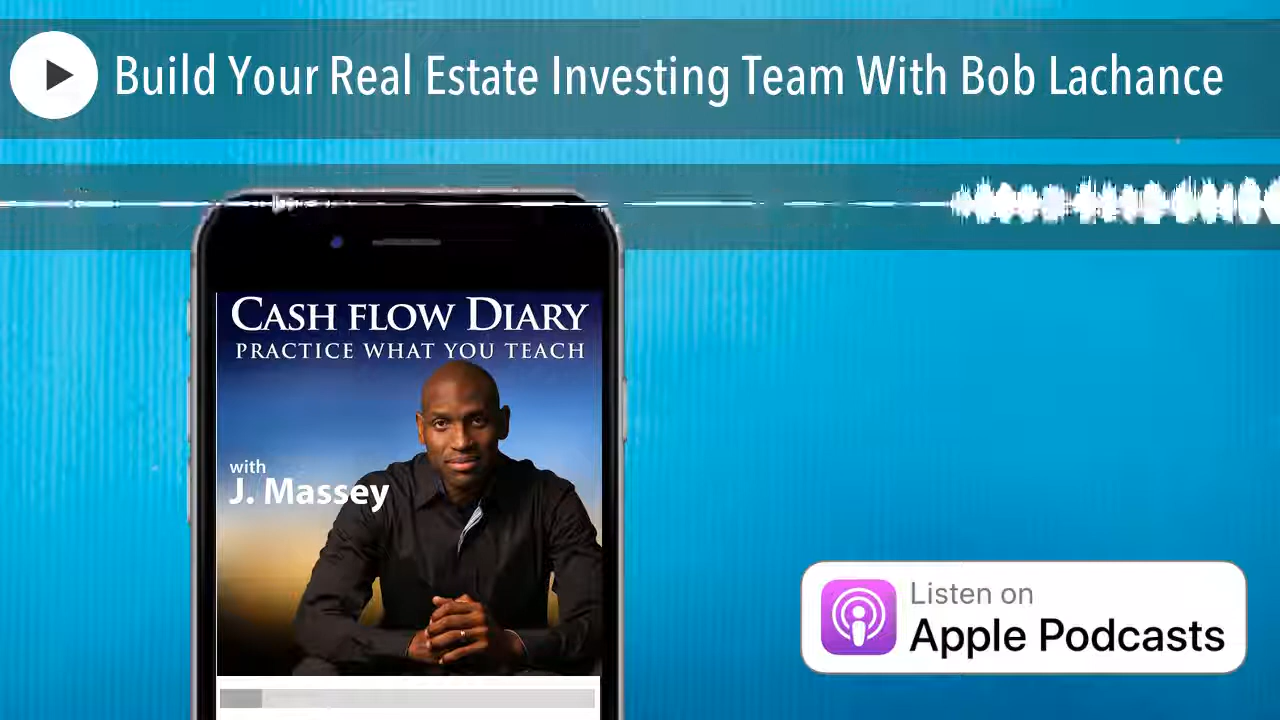 Build Your Real Estate Investing Team With Bob Lachance
CASH FLOW DIARY
PRACTICE WHAT YOU TEACH
with
J. Massey
Listen on
Apple Podcasts